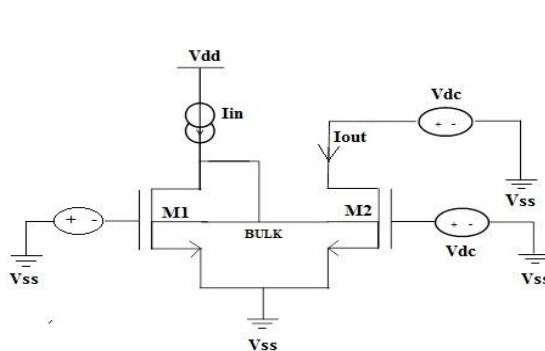 Vdd
Vdc
Iin
Iout
+ -
Vss
+ -
M1
M2
+ -
BULK
Vss
Vdc
Vss
Vss